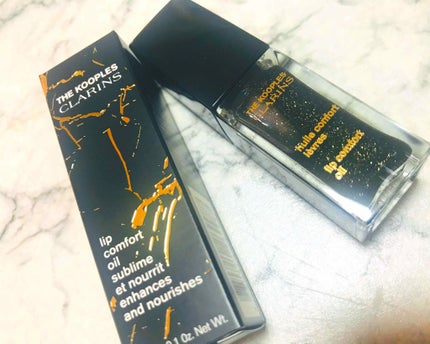 THE KOOPLES
CLARINS
lip
comfort
oil
sublime
et nourrit
enhances
and nourishes
0.1 Oz. Net Wt.
THE KOOPLES
CLARINS
huile confort
lèvres
lip comfort
oil